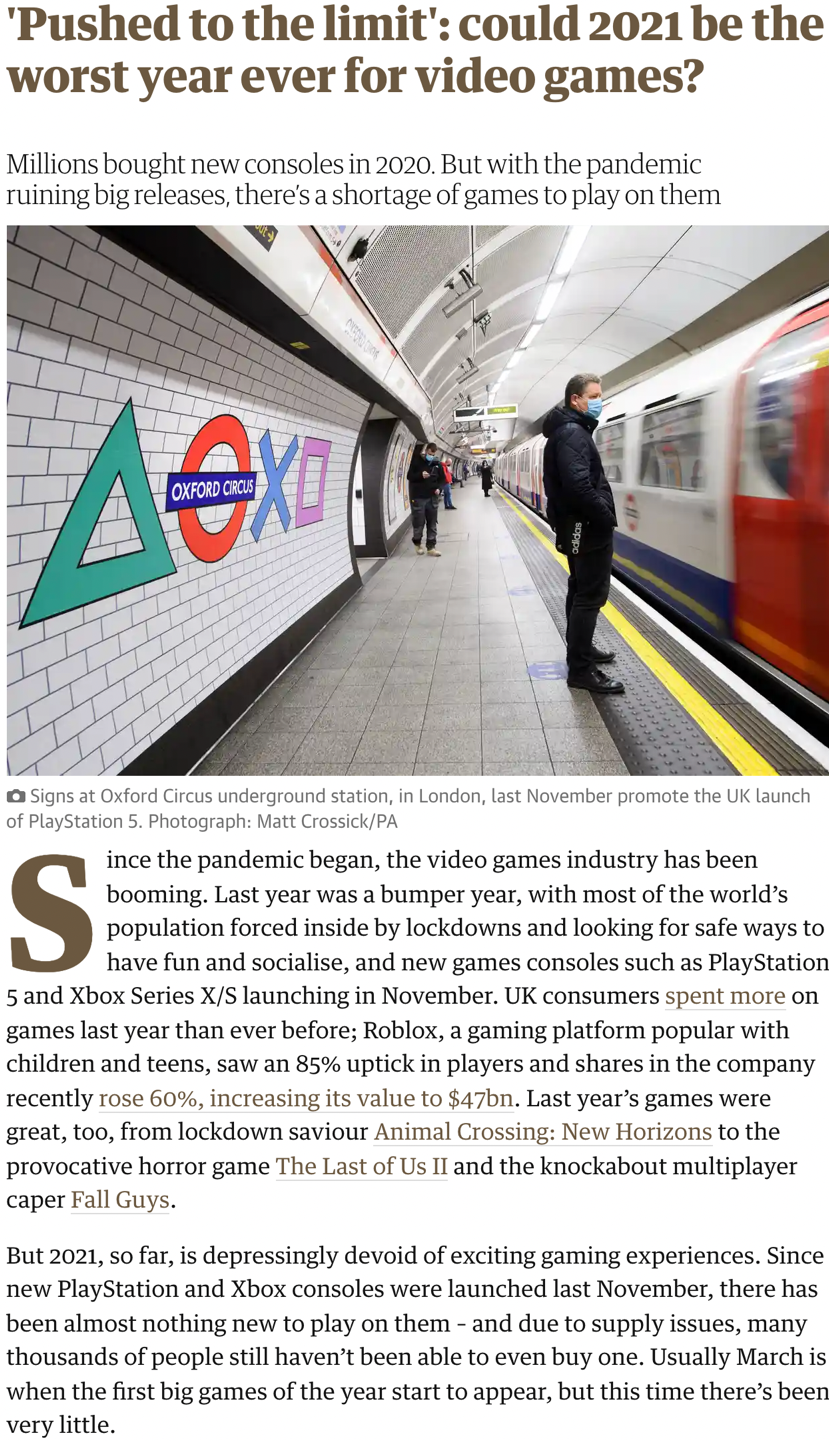 'Pushed to the limit': could 2021 be the
worst year ever for video games?
Millions bought new consoles in 2020. But with the pandemic
ruining big releases, there's a shortage of games to play on them
OXFORD CIRCUS
adidas
Signs at Oxford Circus underground station, in London, last November promote the UK launch
of PlayStation 5. Photograph: Matt Crossick/PA
Since the pandemic began, the video games industry has been
booming. Last year was a bumper year, with most of the world's
population forced inside by lockdowns and looking for safe ways to
have fun and socialise, and new games consoles such as PlayStation
5 and Xbox Series X/S launching in November. UK consumers spent more on
games last year than ever before; Roblox, a gaming platform popular with
children and teens, saw an 85% uptick in players and shares in the company
recently rose 60%, increasing its value to $47bn. Last year's games were
great, too, from lockdown saviour Animal Crossing: New Horizons to the
provocative horror game The Last of Us II and the knockabout multiplayer
caper Fall Guys.
But 2021, so far, is depressingly devoid of exciting gaming experiences. Since
new PlayStation and Xbox consoles were launched last November, there has
been almost nothing new to play on them – and due to supply issues, many
thousands of people still haven't been able to even buy one. Usually March is
when the first big games of the year start to appear, but this time there's been
very little.